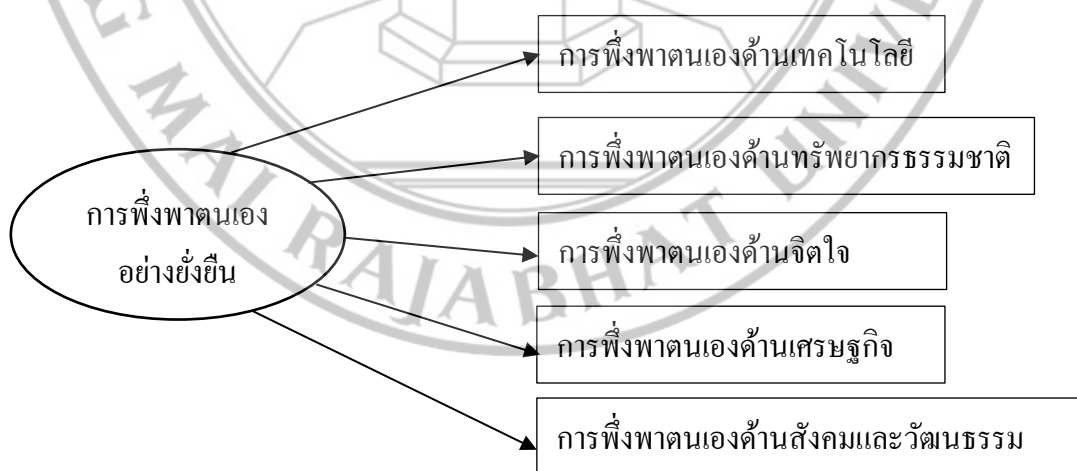 การพึ่งพาตนเองด้านเทคโนโลยี
การพึ่งพาตนเองด้านทรัพยากรธรรมชาติ
การพึ่งพาตนเอง
อย่างยั่งยืน
การพึ่งพาตนเองด้านจิตใจ
การพึ่งพาตนเองด้านเศรษฐกิจ
การพึ่งพาตนเองด้านสังคมและวัฒนธรรม
G MAI RAJABHAT UNIV